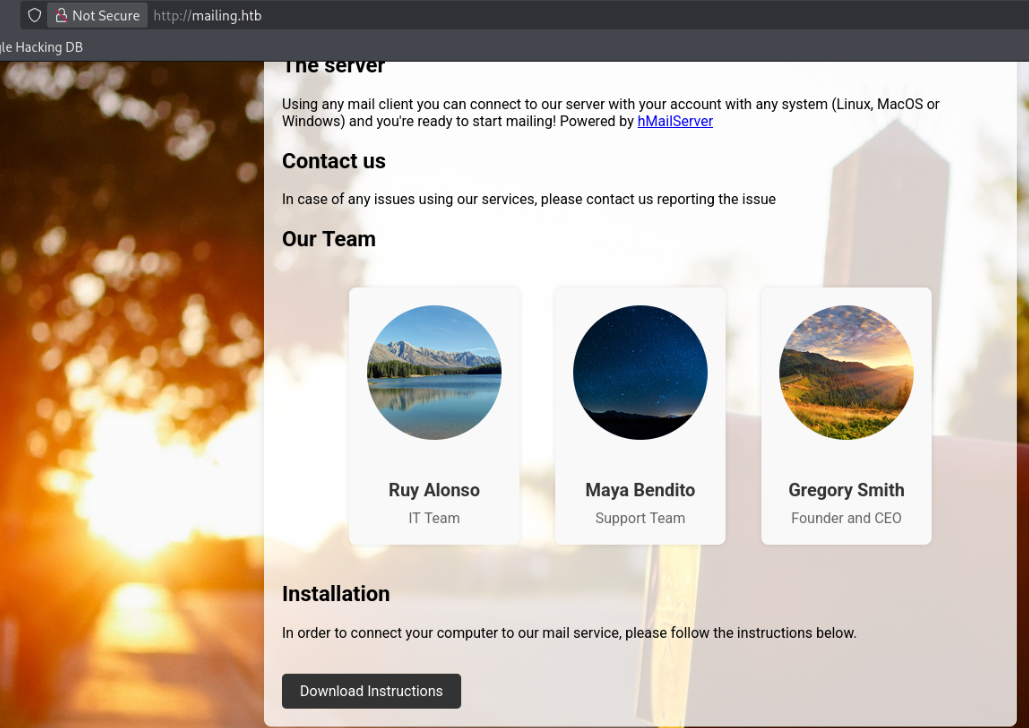 Not Secure http://mailing.htb
le Hacking DB
The server
Using any mail client you can connect to our server with your account with any system (Linux, MacOS or
Windows) and you're ready to start mailing! Powered by hMailServer
Contact us
In case of any issues using our services, please contact us reporting the issue
Our Team
Ruy Alonso
IT Team
Maya Bendito
Support Team
Gregory Smith
Founder and CEO
Installation
In order to connect your computer to our mail service, please follow the instructions below.
Download Instructions